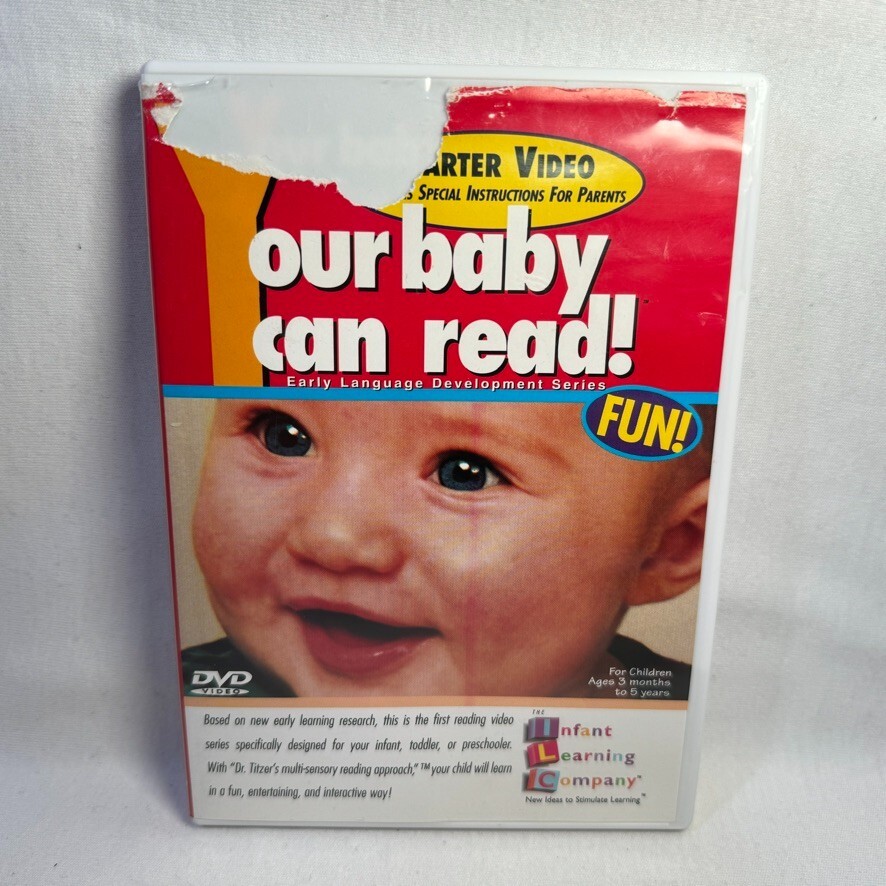 ARTER VIDEO
S SPECIAL INSTRUCTIONS FOR PARENTS
our baby
can read!
Early Language Development Series
FUN!
DVD
VIDEO
For Children
Ages 3 months
to 5 years
Based on new early learning research, this is the first reading video
series specifically designed for your infant, toddler, or preschooler.
With "Dr. Titzer's multi-sensory reading approach,"™ your child will learn
in a fun, entertaining, and interactive way!
THE
Infant
Learning
Company
New Ideas to Stimulate Learning™